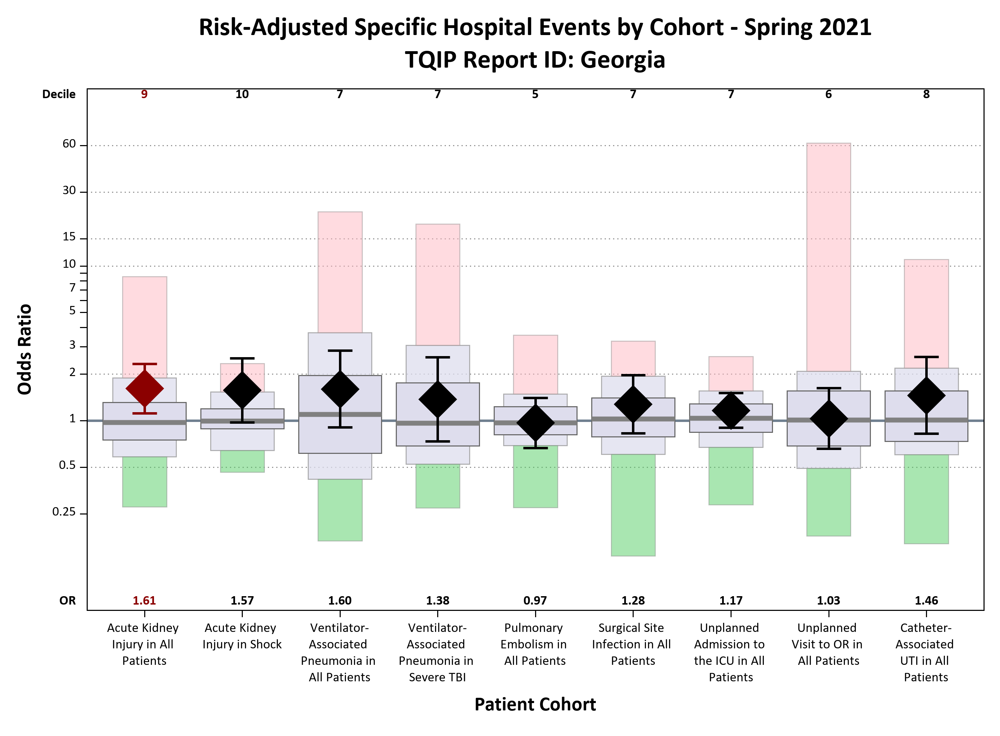 Risk-Adjusted Specific Hospital Events by Cohort - Spring 2021
TQIP Report ID: Georgia
Decile 9 10 7 7 5 7 7 6 8
60
30
15
10
7
5
3
2
1
0.5
0.25
Odds Ratio
OR 1.61 1.57 1.60 1.38 0.97 1.28 1.17 1.03 1.46
Acute Kidney
Injury in All
Patients
Acute Kidney
Injury in Shock
Ventilator-
Associated
Pneumonia in
All Patients
Ventilator-
Associated
Pneumonia in
Severe TBI
Pulmonary
Embolism in
All Patients
Surgical Site
Infection in All
Patients
Unplanned
Admission to
the ICU in All
Patients
Unplanned
Visit to OR in
All Patients
Catheter-
Associated
UTI in All
Patients
Patient Cohort